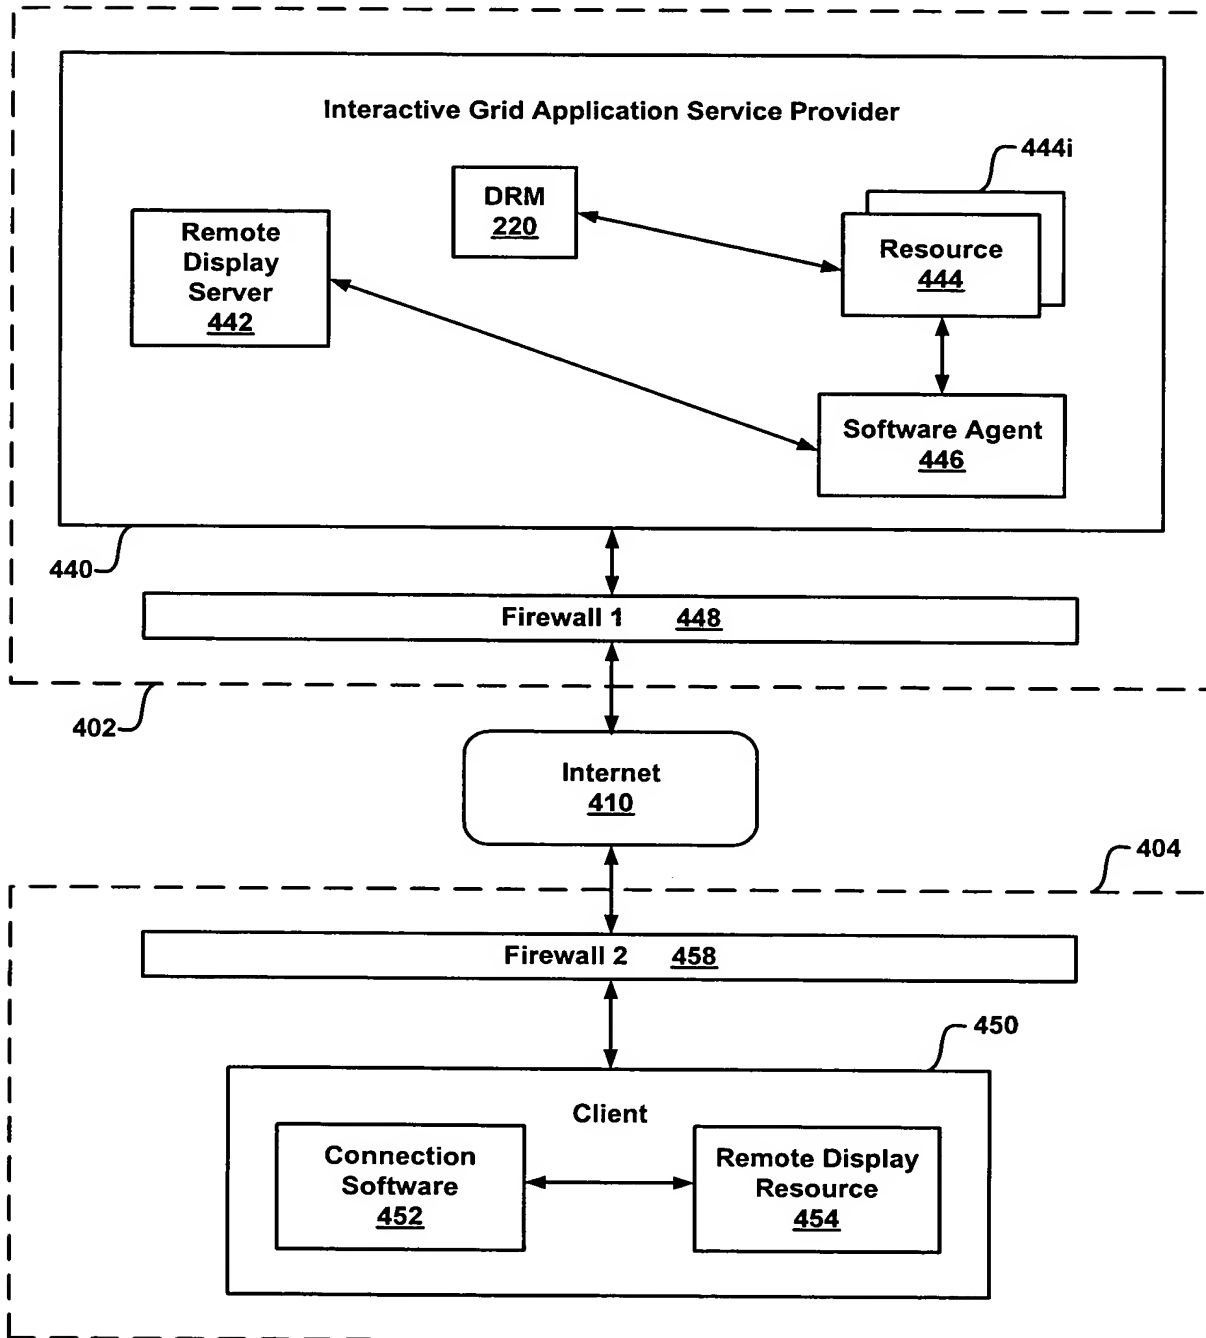 Interactive Grid Application Service Provider
444i
DRM
220
Remote
Display
Server
442
Resource
444
Software Agent
446
440
Firewall 1 448
402
Internet
410
404
Firewall 2 458
450
Client
Connection
Software
452
Remote Display
Resource
454